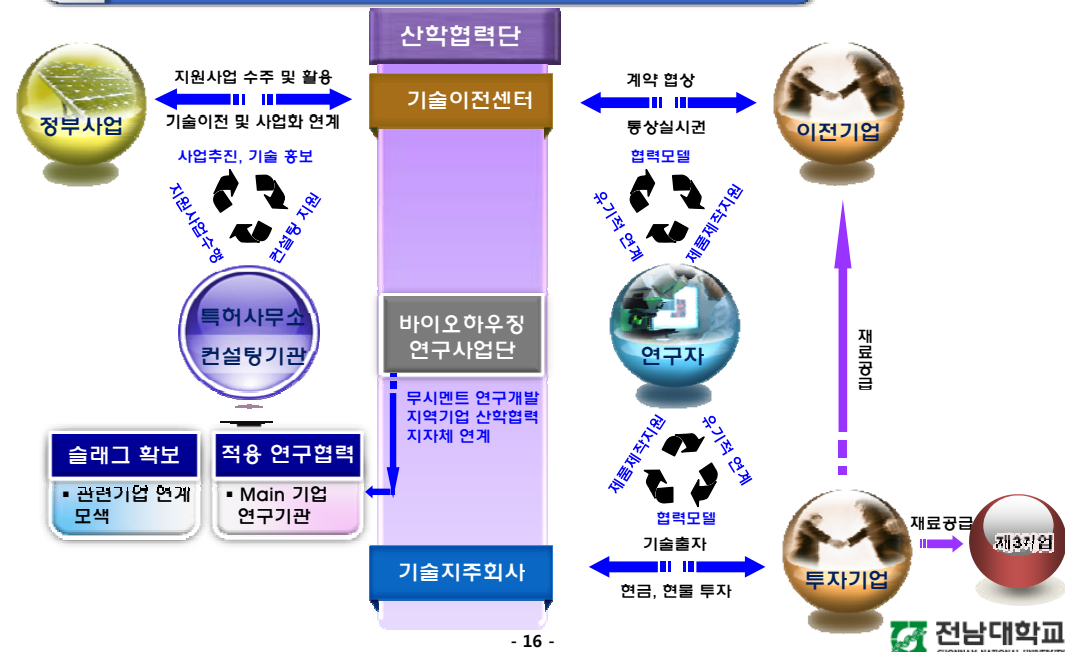 산학협력단
지원사업 수주 및 활용
기술이전 및 사업화 연계
정부사업
기술이전센터
계약 협상
통상실시권
이전기업
사업추진, 기술 홍보
지원사업수행
컨설팅 지원
협력모델
유기적 연계
제품제작지원
특허사무소
컨설팅기관
바이오하우징
연구사업단
연구자
재료공급
무시멘트 연구개발
지역기업 산학협력
지자체 연계
슬래그 확보
▪ 관련기업 연계
모색
적용 연구협력
▪ Main 기업
연구기관
제품제작지원
유기적 연계
협력모델
기술지주회사
기술출자
현금, 현물 투자
투자기업
재료공급
제3기업
- 16 -
전남대학교
CHONNAM NATIONAL UNIVERSITY